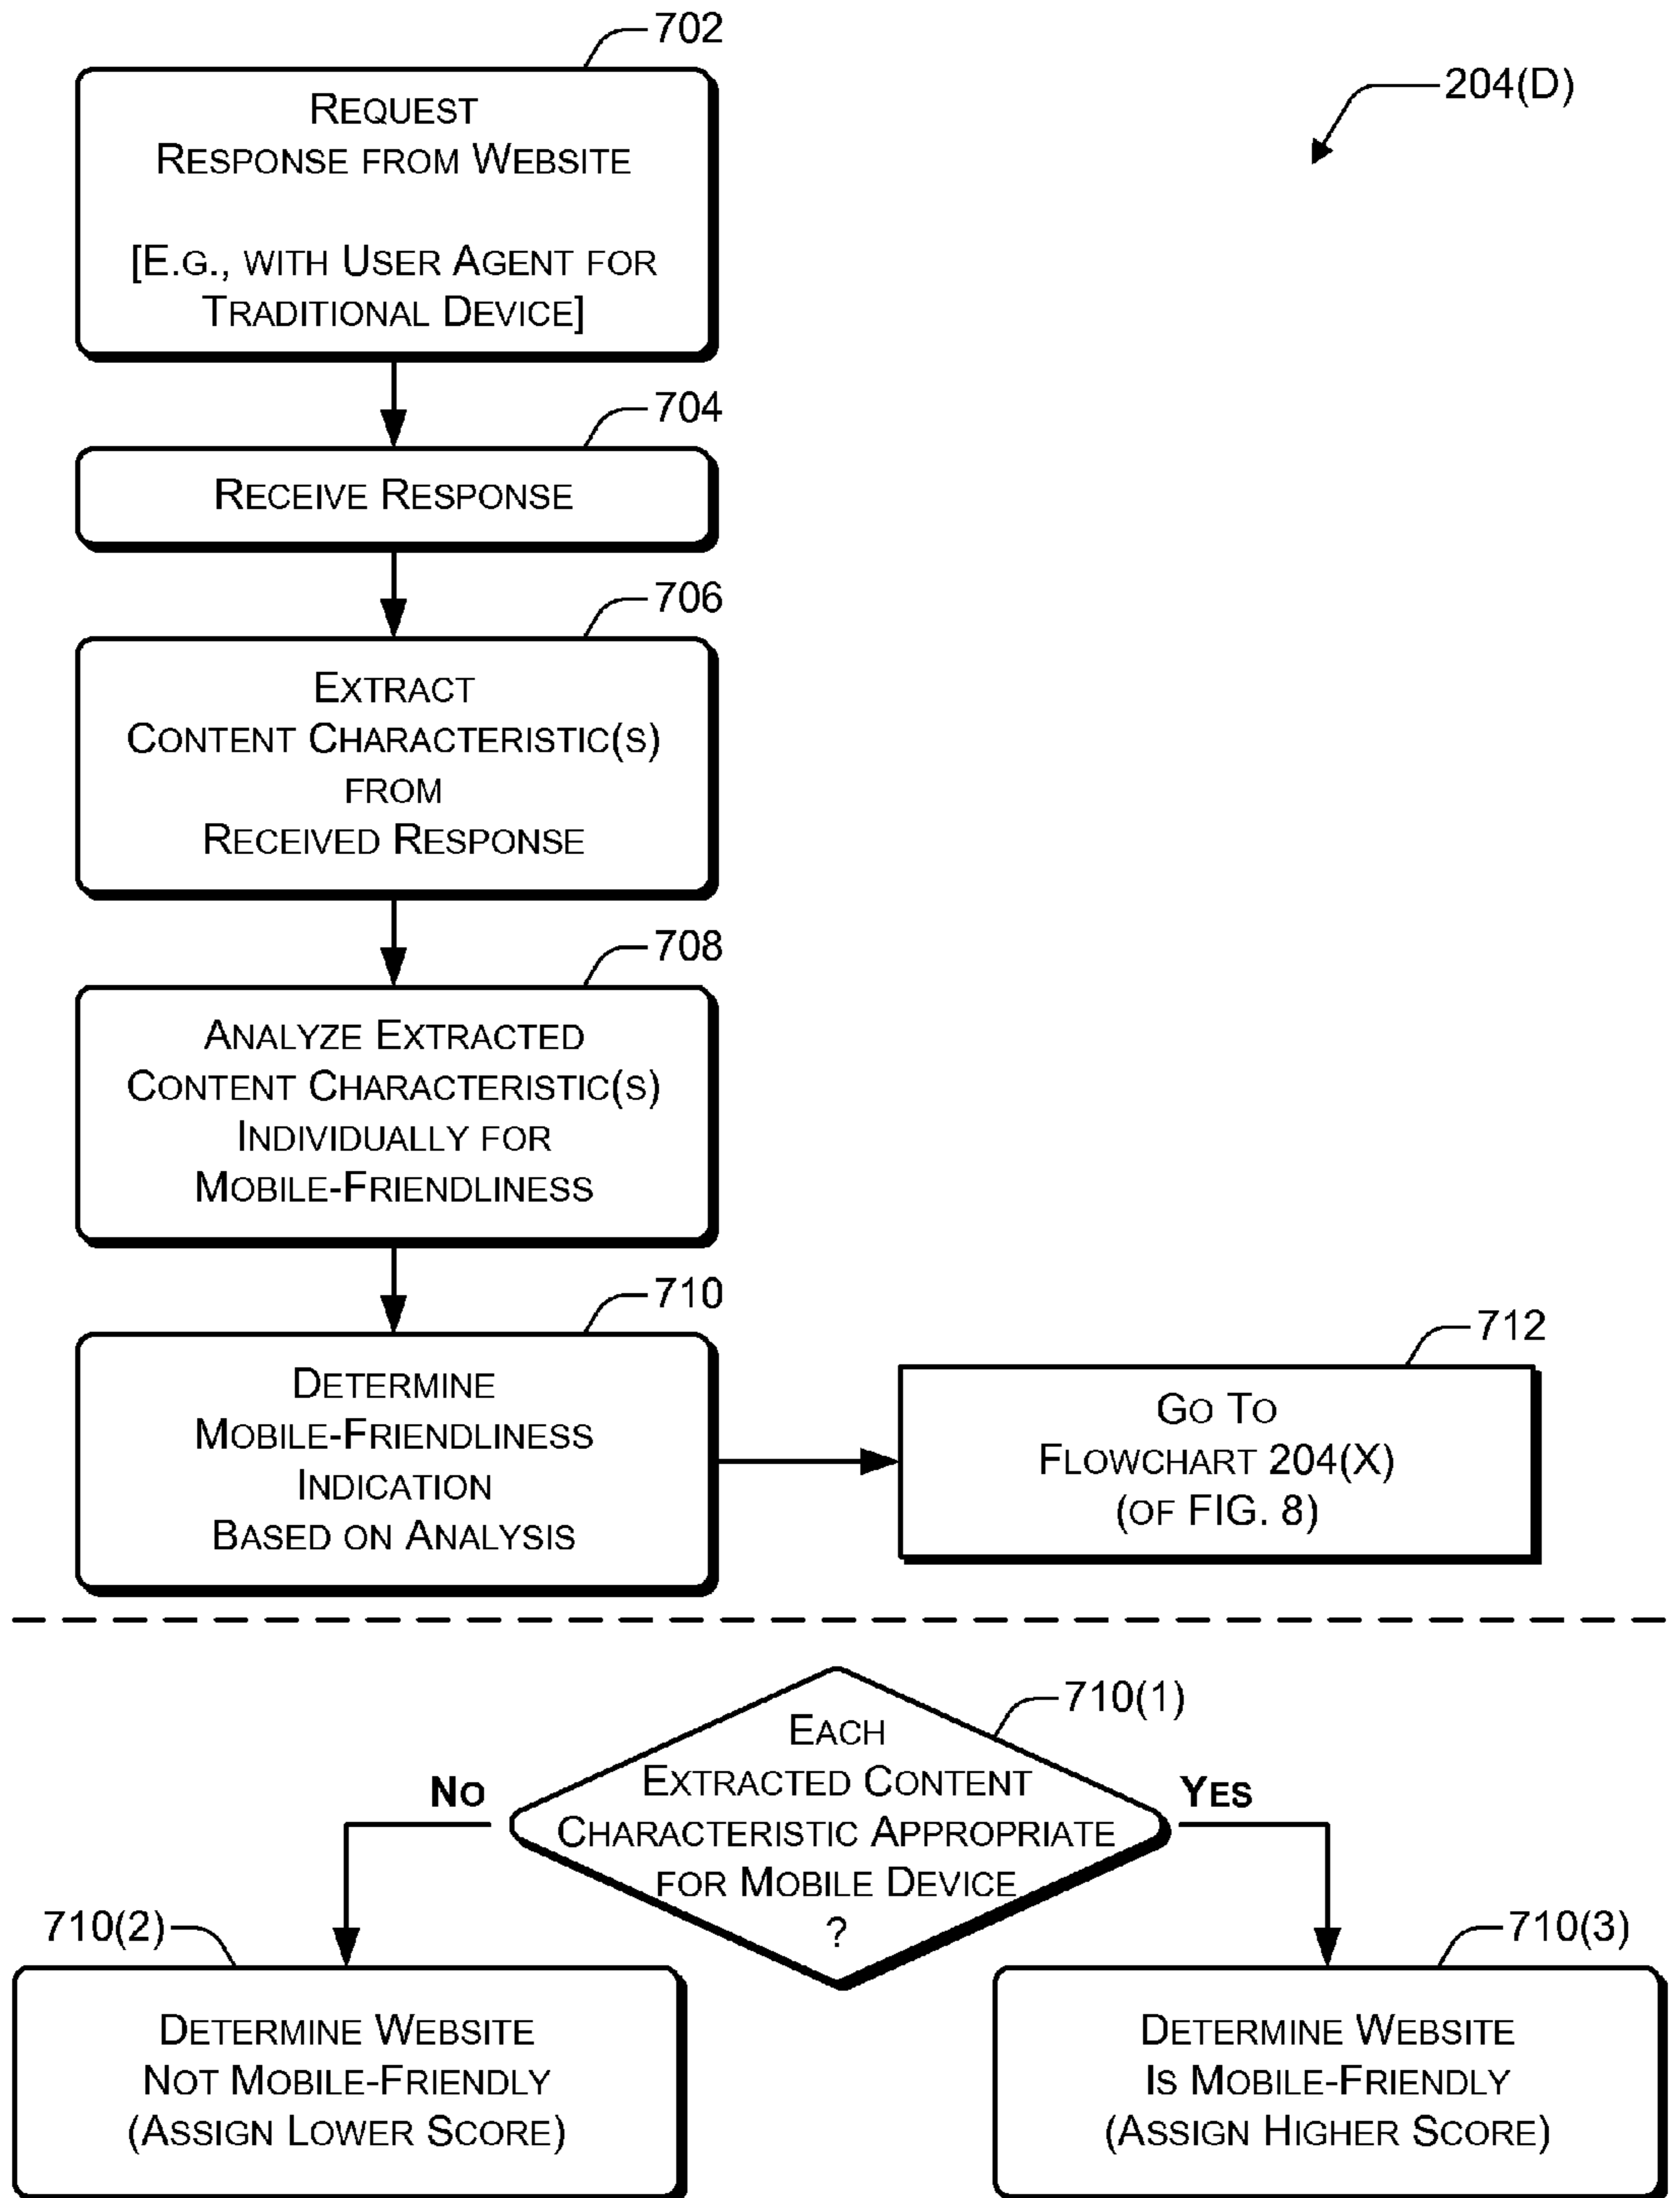 702
204(D)
Request
Response from Website
[E.g., with User Agent for
Traditional Device]
704
Receive Response
706
Extract
Content Characteristic(s)
from
Received Response
708
Analyze Extracted
Content Characteristic(s)
Individually for
Mobile-Friendliness
710
Determine
Mobile-Friendliness
Indication
Based on Analysis
712
Go To
Flowchart 204(X)
(of FIG. 8)
710(1)
Each
Extracted Content
Characteristic Appropriate
for Mobile Device
?
No
Yes
710(2)
Determine Website
Not Mobile-Friendly
(Assign Lower Score)
710(3)
Determine Website
Is Mobile-Friendly
(Assign Higher Score)